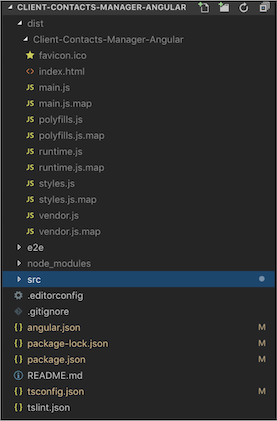 CLIENT-CONTACTS-MANAGER-ANGULAR
dist
Client-Contacts-Manager-Angular
favicon.ico
index.html
JS main.js
JS main.js.map
JS polyfills.js
JS polyfills.js.map
JS runtime.js
JS runtime.js.map
JS styles.js
JS styles.js.map
JS vendor.js
JS vendor.js.map
e2e
node_modules
src
.editorconfig
.gitignore
{} angular.json M
{} package-lock.json M
{} package.json M
README.md
{} tsconfig.json M
{} tslint.json